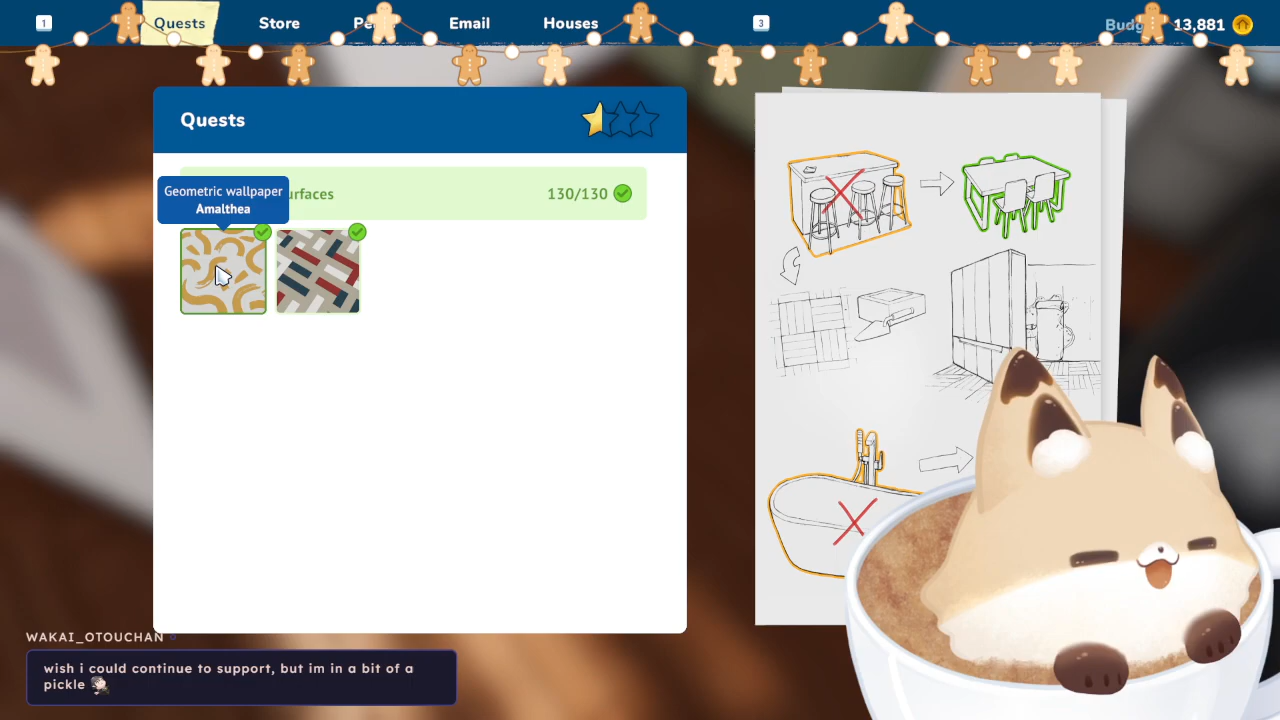 1
Quests
Store
Email
Houses
3
Budg
13,881
Quests
Geometric wallpaper
Amalthea
130/130
WAKAI_OTOUCHAN
wish i could continue to support, but im in a bit of a
pickle